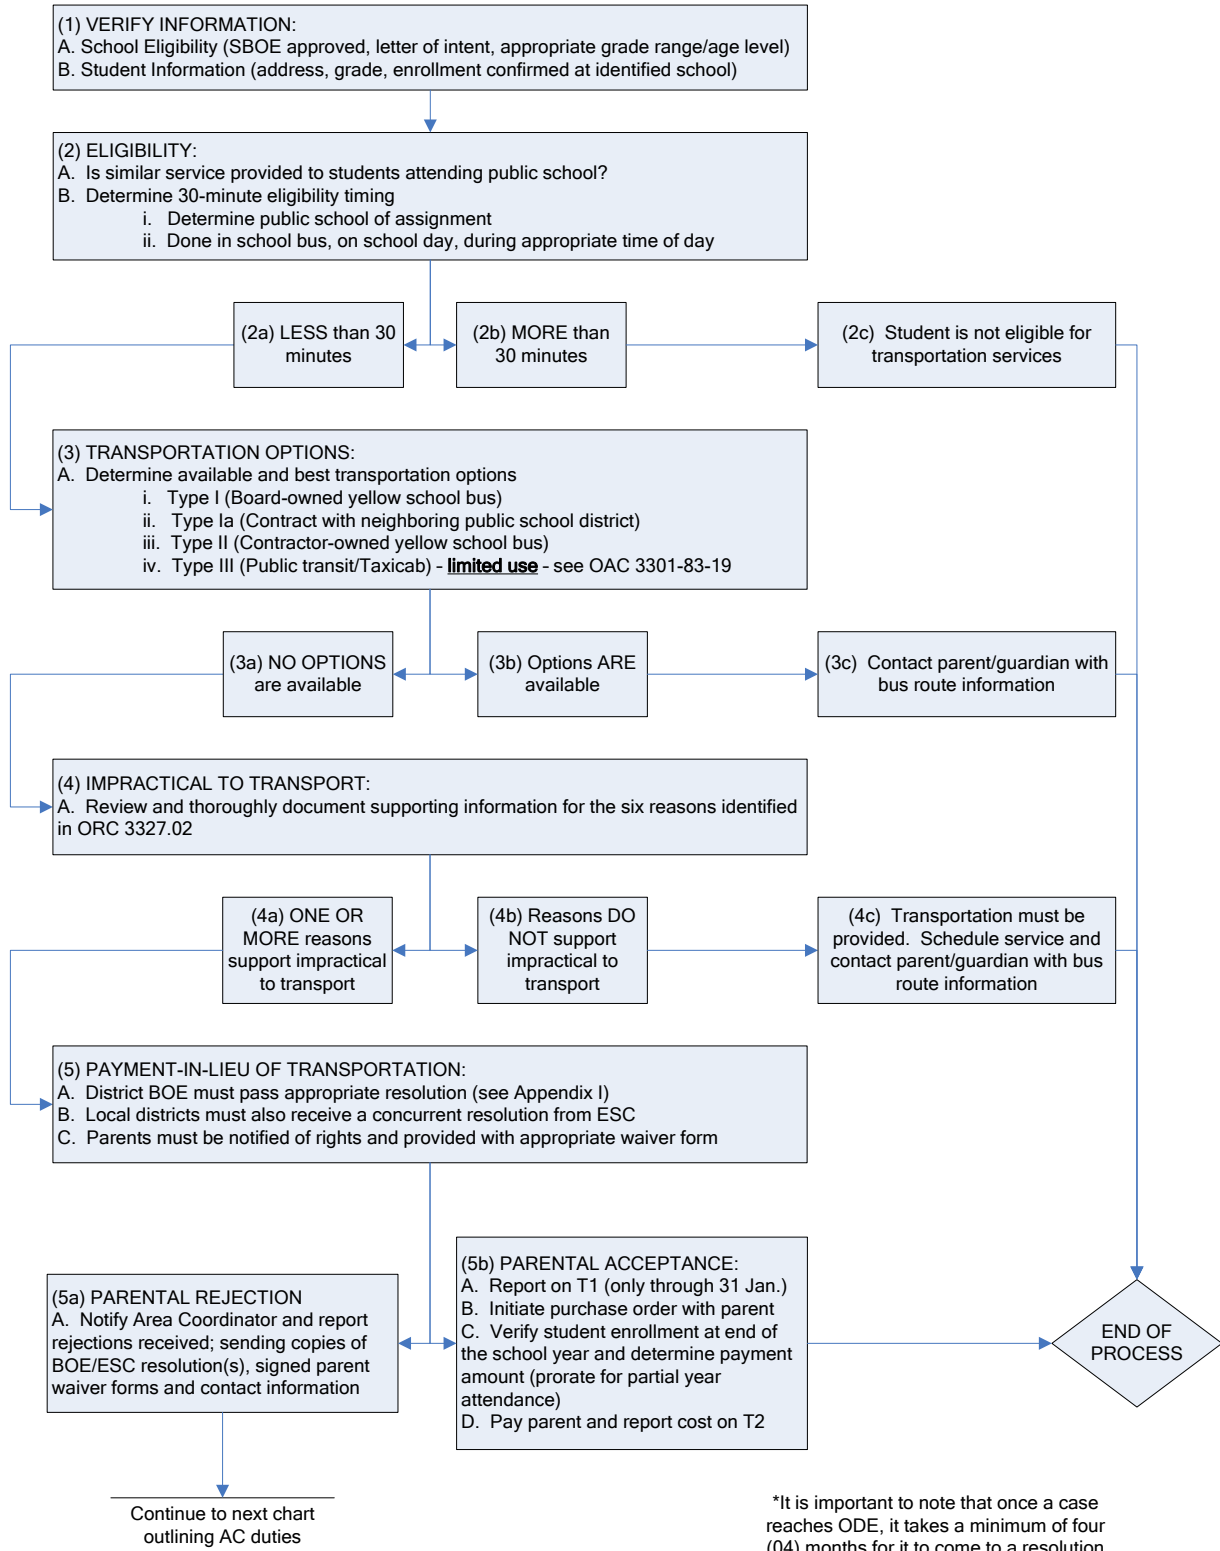 (1) VERIFY INFORMATION:
A. School Eligibility (SBOE approved, letter of intent, appropriate grade range/age level)
B. Student Information (address, grade, enrollment confirmed at identified school)
(2) ELIGIBILITY:
A. Is similar service provided to students attending public school?
B. Determine 30-minute eligibility timing
i. Determine public school of assignment
ii. Done in school bus, on school day, during appropriate time of day
(2a) LESS than 30
minutes
(2b) MORE than
30 minutes
(2c) Student is not eligible for
transportation services
(3) TRANSPORTATION OPTIONS:
A. Determine available and best transportation options
i. Type I (Board-owned yellow school bus)
ii. Type Ia (Contract with neighboring public school district)
iii. Type II (Contractor-owned yellow school bus)
iv. Type III (Public transit/Taxicab) - limited use - see OAC 3301-83-19
(3a) NO OPTIONS
are available
(3b) Options ARE
available
(3c) Contact parent/guardian with
bus route information
(4) IMPRACTICAL TO TRANSPORT:
A. Review and thoroughly document supporting information for the six reasons identified
in ORC 3327.02
(4a) ONE OR
MORE reasons
support impractical
to transport
(4b) Reasons DO
NOT support
impractical to
transport
(4c) Transportation must be
provided. Schedule service and
contact parent/guardian with bus
route information
(5) PAYMENT-IN-LIEU OF TRANSPORTATION:
A. District BOE must pass appropriate resolution (see Appendix I)
B. Local districts must also receive a concurrent resolution from ESC
C. Parents must be notified of rights and provided with appropriate waiver form
(5a) PARENTAL REJECTION
A. Notify Area Coordinator and report
rejections received; sending copies of
BOE/ESC resolution(s), signed parent
waiver forms and contact information
(5b) PARENTAL ACCEPTANCE:
A. Report on T1 (only through 31 Jan.)
B. Initiate purchase order with parent
C. Verify student enrollment at end of
the school year and determine payment
amount (prorate for partial year
attendance)
D. Pay parent and report cost on T2
END OF
PROCESS
Continue to next chart
outlining AC duties
*It is important to note that once a case
reaches ODE, it takes a minimum of four
(04) months for it to come to a resolution